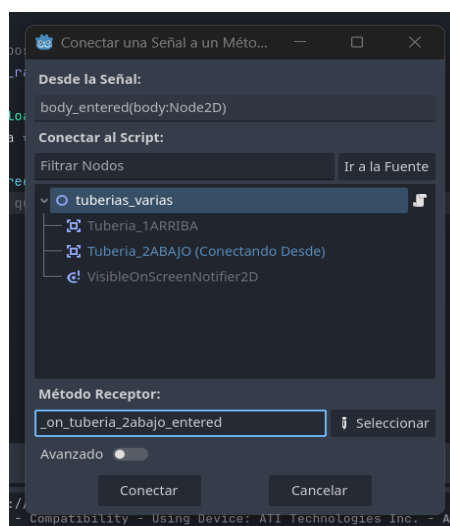 Conectar una Señal a un Méto...
Desde la Señal:
body_entered(body:Node2D)
Conectar al Script:
Filtrar Nodos
Ir a la Fuente
tuberias_varias
Tuberia_1ARRIBA
Tuberia_2ABAJO (Conectando Desde)
VisibleOnScreenNotifier2D
Método Receptor:
_on_tuberia_2abajo_entered
Seleccionar
Avanzado
Conectar
Cancelar
- Compatibility - Using Device: ATI Technologies Inc. - A